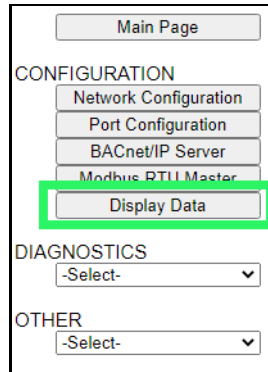 Main Page
CONFIGURATION
Network Configuration
Port Configuration
BACnet/IP Server
Modbus RTU Master
Display Data
DIAGNOSTICS
-Select-
OTHER
-Select-